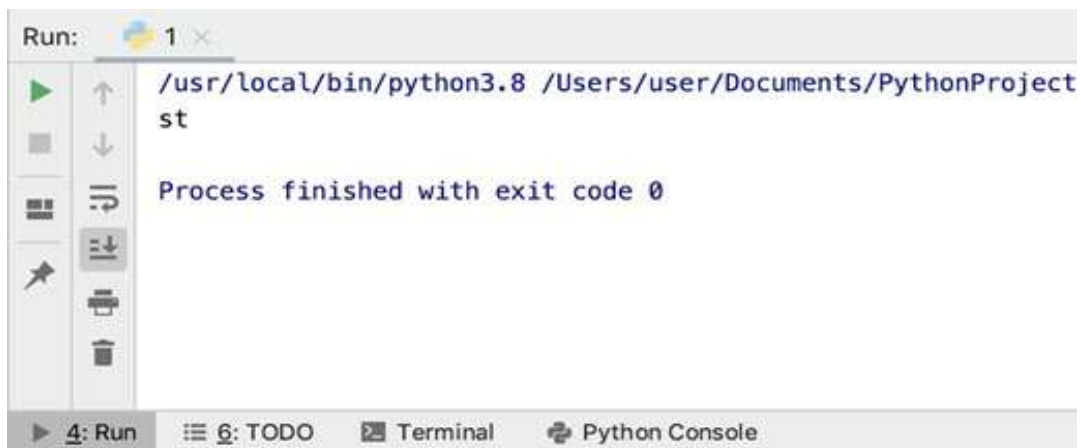 Run: 1
/usr/local/bin/python3.8 /Users/user/Documents/PythonProject
st
Process finished with exit code 0
4: Run 6: TODO Terminal Python Console